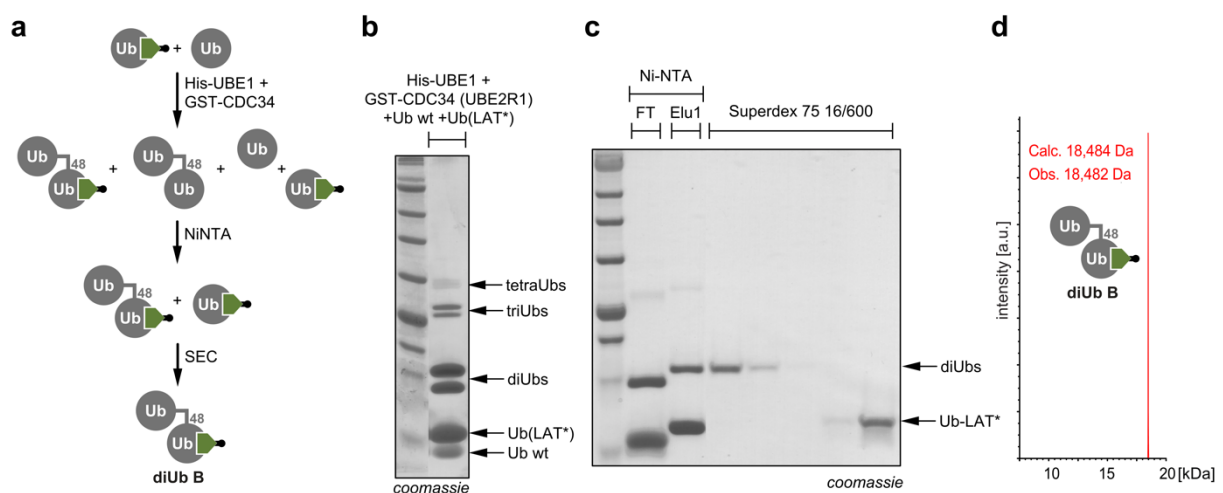 a
Ub + Ub
His-UBE1 +
GST-CDC34
Ub 48 Ub + Ub 48 Ub + Ub + Ub
NiNTA
Ub 48 Ub + Ub
SEC
Ub 48 Ub
diUb B
b
His-UBE1 +
GST-CDC34 (UBE2R1)
+Ub wt +Ub(LAT*)
tetraUbs
triUbs
diUbs
Ub(LAT*)
Ub wt
coomassie
c
Ni-NTA
FT Elu1 Superdex 75 16/600
diUbs
Ub-LAT*
coomassie
d
Calc. 18,484 Da
Obs. 18,482 Da
Ub 48 Ub
diUb B
intensity [a.u.]
10 15 20 [kDa]